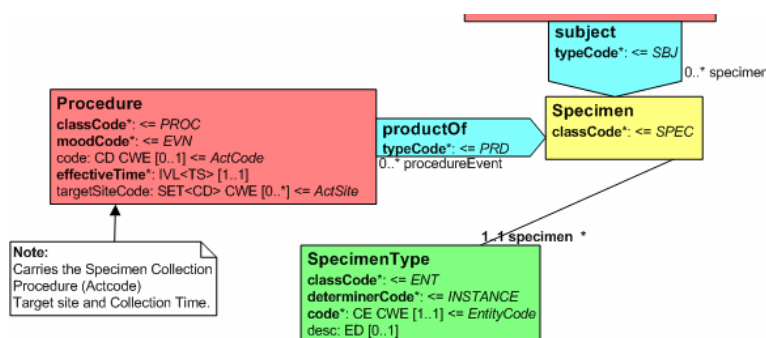 subject
typeCode*: <= SBJ
0..* specimen
Procedure
classCode*: <= PROC
moodCode*: <= EVN
code: CD CWE [0..1] <= ActCode
effectiveTime*: IVL<TS> [1..1]
targetSiteCode: SET<CD> CWE [0..*] <= ActSite
productOf
typeCode*: <= PRD
0..* procedureEvent
Specimen
classCode*: <= SPEC
Note:
Carries the Specimen Collection
Procedure (Actcode)
Target site and Collection Time.
1..1 specimen *
SpecimenType
classCode*: <= ENT
determinerCode*: <= INSTANCE
code*: CE CWE [1..1] <= EntityCode
desc: ED [0..1]